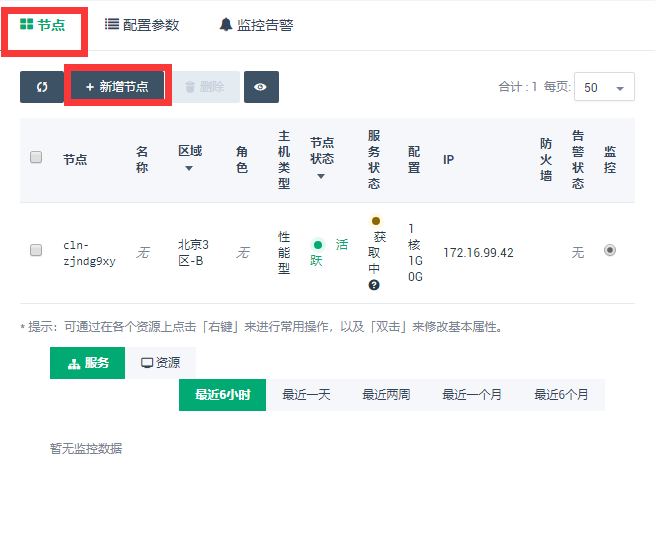 节点 配置参数 监控告警
+ 新增节点 删除 合计 : 1 每页: 50
节点 名称 区域 角色 主机类型 节点状态 服务状态 配置 IP 防火墙 告警状态 监控
cln-zjndg9xy 无 北京3区-B 无 性能型 活跃 获取中 1核1G0G 172.16.99.42 无
* 提示：可通过在各个资源上点击「右键」来进行常用操作，以及「双击」来修改基本属性。
服务 资源
最近6小时 最近一天 最近两周 最近一个月 最近6个月
暂无监控数据